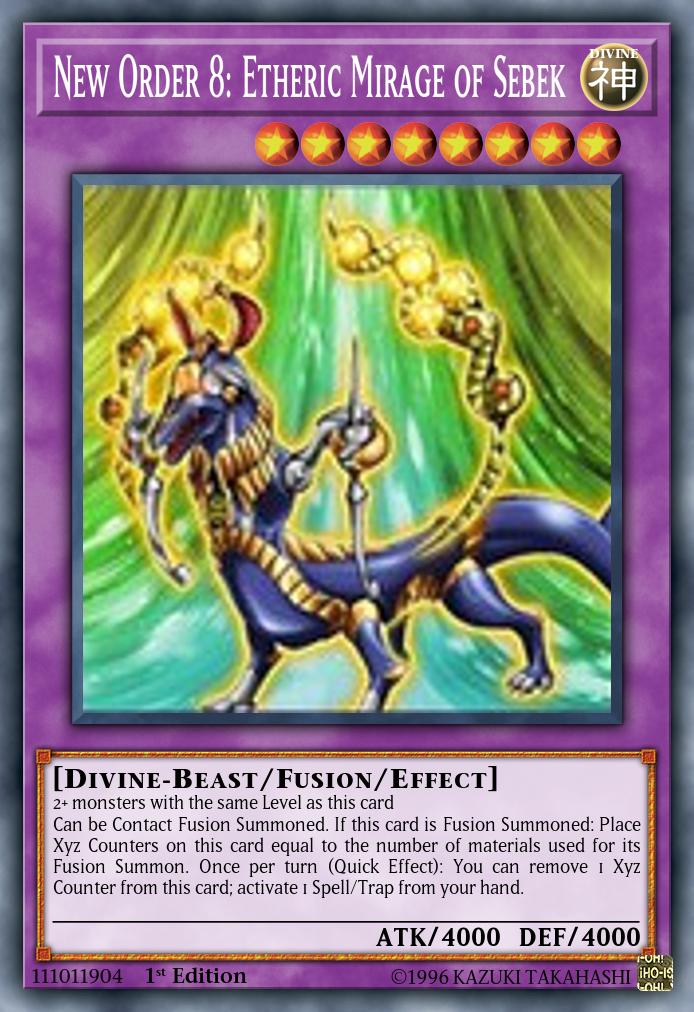 New Order 8: Etheric Mirage of Sebek
DIVINE
神
[Divine-Beast/Fusion/Effect]
2+ monsters with the same Level as this card
Can be Contact Fusion Summoned. If this card is Fusion Summoned: Place
Xyz Counters on this card equal to the number of materials used for its
Fusion Summon. Once per turn (Quick Effect): You can remove 1 Xyz
Counter from this card; activate 1 Spell/Trap from your hand.
ATK/4000 DEF/4000
111011904 1st Edition ©1996 KAZUKI TAKAHASHI